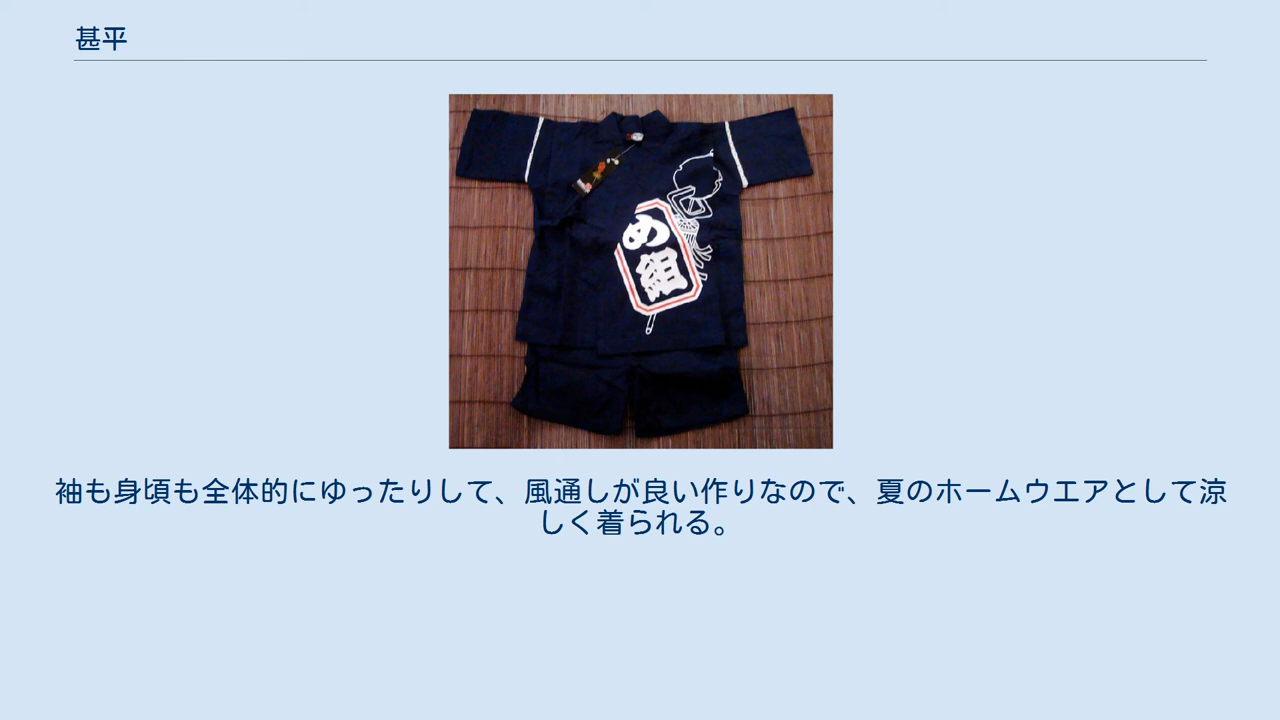 甚平
め組
袖も身頃も全体的にゆったりして、風通しが良い作りなので、夏のホームウエアとして涼
しく着られる。